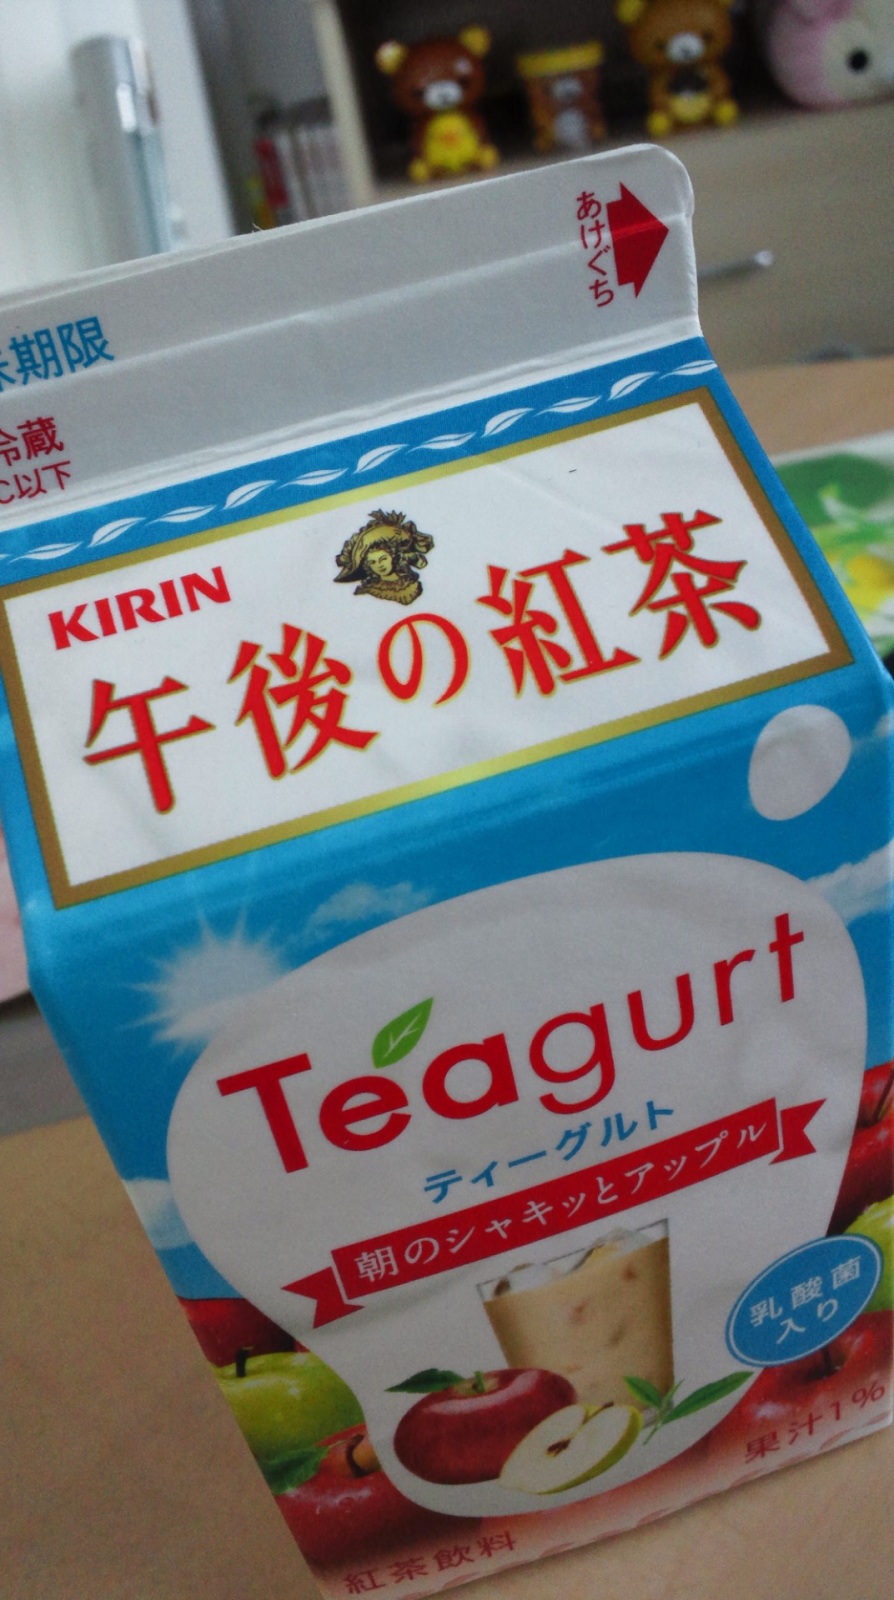 あけぐち
味期限
冷蔵
℃以下
KIRIN
午後の紅茶
Teagurt
ティーグルト
朝のシャキッとアップル
乳酸菌
入り
果汁1%
紅茶飲料